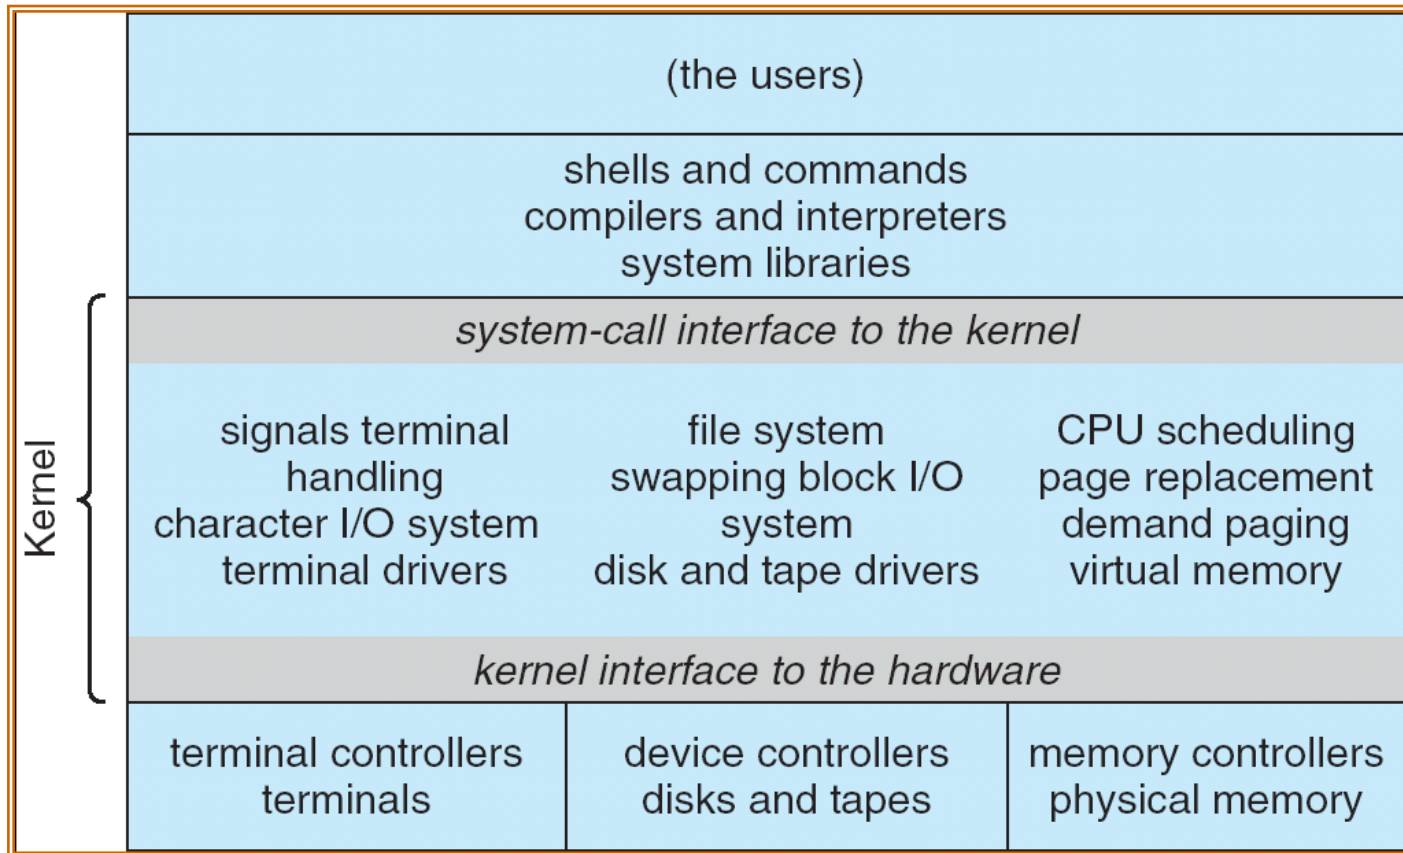 (the users)
shells and commands
compilers and interpreters
system libraries
system-call interface to the kernel
Kernel
signals terminal
handling
character I/O system
terminal drivers
file system
swapping block I/O
system
disk and tape drivers
CPU scheduling
page replacement
demand paging
virtual memory
kernel interface to the hardware
terminal controllers
terminals
device controllers
disks and tapes
memory controllers
physical memory